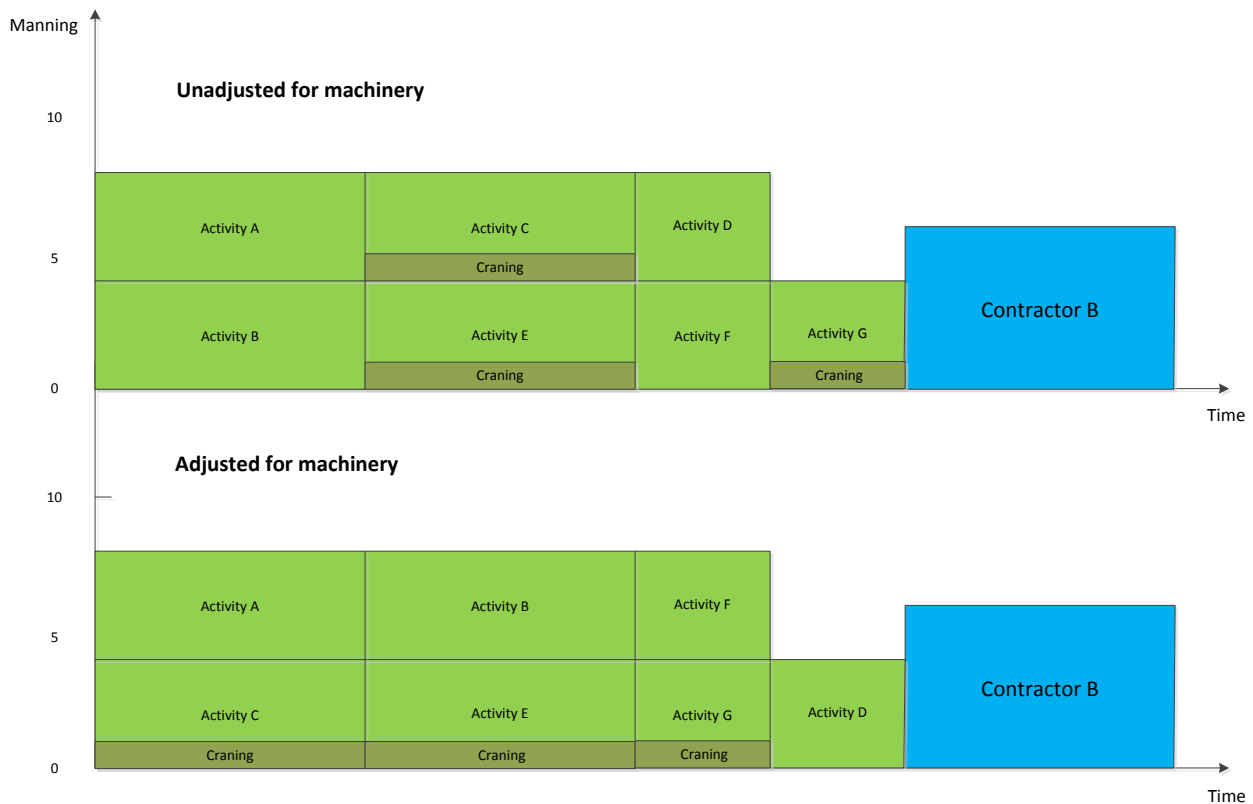 Manning
Unadjusted for machinery
10
Activity A
Activity C
Activity D
5
Craning
Contractor B
Activity B
Activity E
Activity F
Activity G
Craning
Craning
0
Time
Adjusted for machinery
10
Activity A
Activity B
Activity F
5
Contractor B
Activity C
Activity E
Activity G
Activity D
Craning
Craning
Craning
0
Time